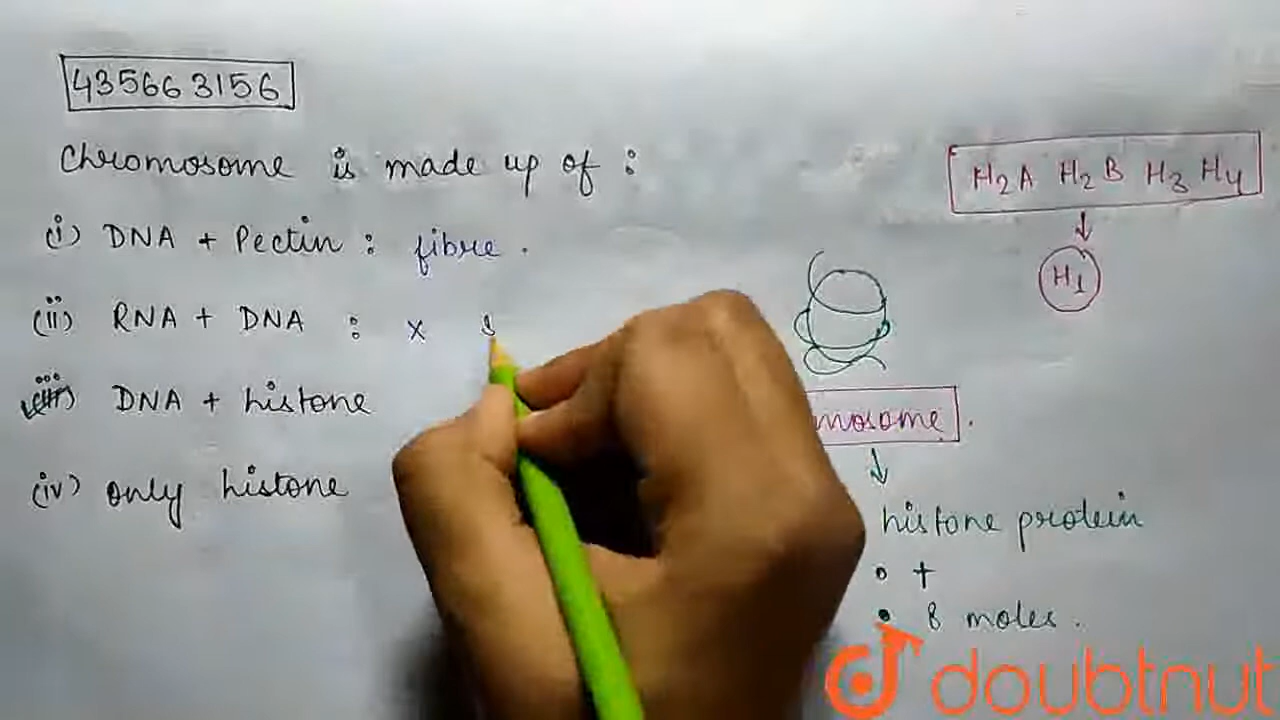 435663156
Chromosome is made up of :
(i) DNA + Pectin : fibre .
(ii) RNA + DNA : x
(iii) DNA + histone
(iv) only histone
H2A H2B H3 H4
H1
mosome .
histone protein
+
8 moles .
doubtnut